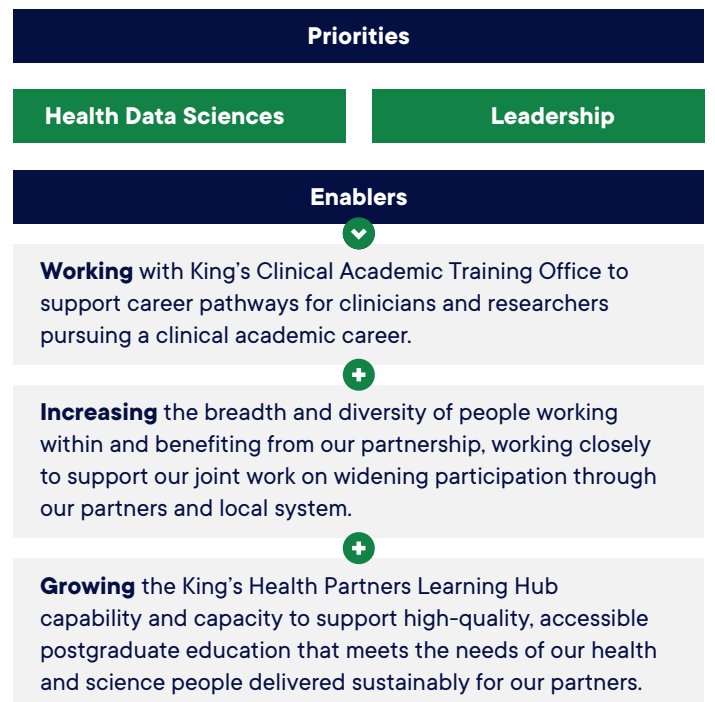 Priorities
Health Data Sciences
Leadership
Enablers
Working with King’s Clinical Academic Training Office to
support career pathways for clinicians and researchers
pursuing a clinical academic career.
Increasing the breadth and diversity of people working
within and benefiting from our partnership, working closely
to support our joint work on widening participation through
our partners and local system.
Growing the King’s Health Partners Learning Hub
capability and capacity to support high-quality, accessible
postgraduate education that meets the needs of our health
and science people delivered sustainably for our partners.